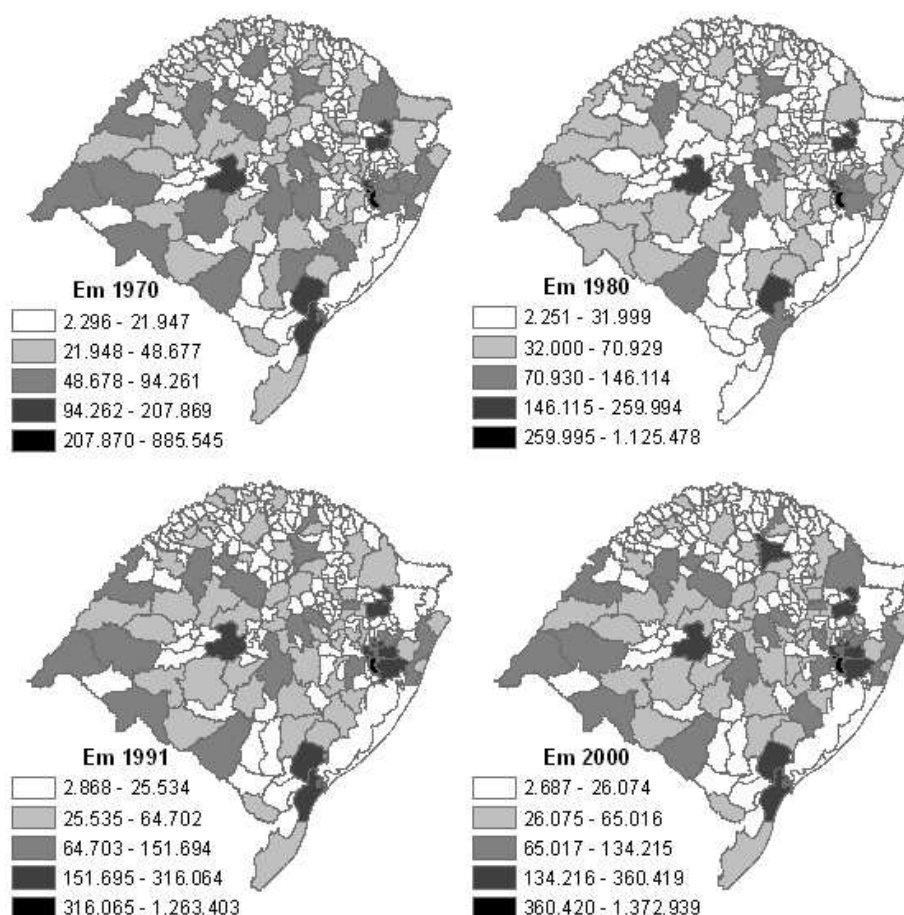 Em 1970
2.296 - 21.947
21.948 - 48.677
48.678 - 94.261
94.262 - 207.869
207.870 - 885.545
Em 1980
2.251 - 31.999
32.000 - 70.929
70.930 - 146.114
146.115 - 259.994
259.995 - 1.125.478
Em 1991
2.868 - 25.534
25.535 - 64.702
64.703 - 151.694
151.695 - 316.064
316.065 - 1.263.403
Em 2000
2.687 - 26.074
26.075 - 65.016
65.017 - 134.215
134.216 - 360.419
360.420 - 1.372.939